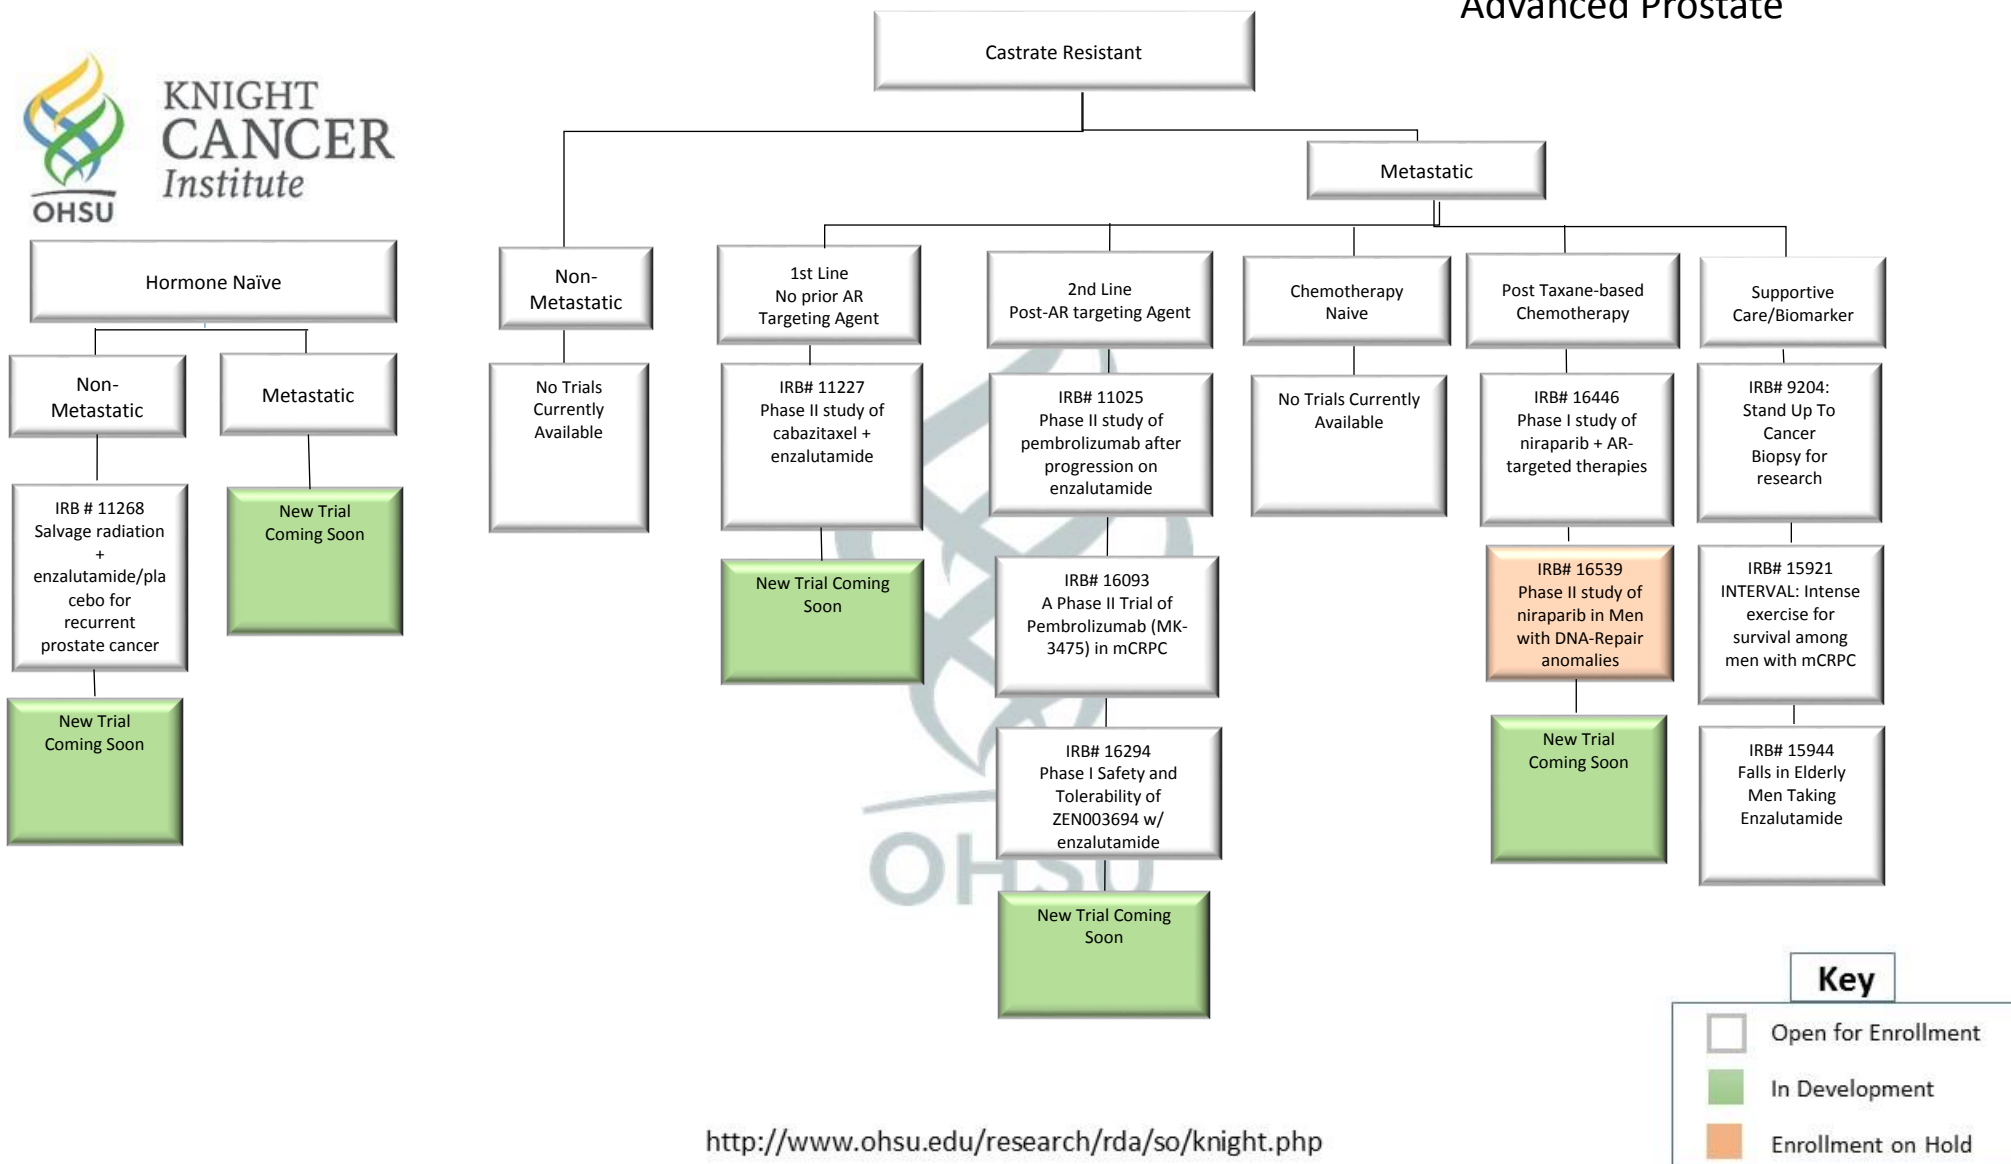 Advanced Prostate
Castrate Resistant
KNIGHT
CANCER
Institute
OHSU
Metastatic
Hormone Naïve
Non-
Metastatic
Metastatic
IRB # 11268
Salvage radiation
+
enzalutamide/pla
cebo for
recurrent
prostate cancer
New Trial
Coming Soon
New Trial
Coming Soon
Non-
Metastatic
No Trials
Currently
Available
1st Line
No prior AR
Targeting Agent
IRB# 11227
Phase II study of
cabazitaxel +
enzalutamide
New Trial Coming
Soon
2nd Line
Post-AR targeting Agent
IRB# 11025
Phase II study of
pembrolizumab after
progression on
enzalutamide
IRB# 16093
A Phase II Trial of
Pembrolizumab (MK-
3475) in mCRPC
IRB# 16294
Phase I Safety and
Tolerability of
ZEN003694 w/
enzalutamide
New Trial Coming
Soon
Chemotherapy
Naive
No Trials Currently
Available
Post Taxane-based
Chemotherapy
IRB# 16446
Phase I study of
niraparib + AR-
targeted therapies
IRB# 16539
Phase II study of
niraparib in Men
with DNA-Repair
anomalies
New Trial
Coming Soon
Supportive
Care/Biomarker
IRB# 9204:
Stand Up To
Cancer
Biopsy for
research
IRB# 15921
INTERVAL: Intense
exercise for
survival among
men with mCRPC
IRB# 15944
Falls in Elderly
Men Taking
Enzalutamide
OHSU
Key
Open for Enrollment
In Development
Enrollment on Hold
http://www.ohsu.edu/research/rda/so/knight.php